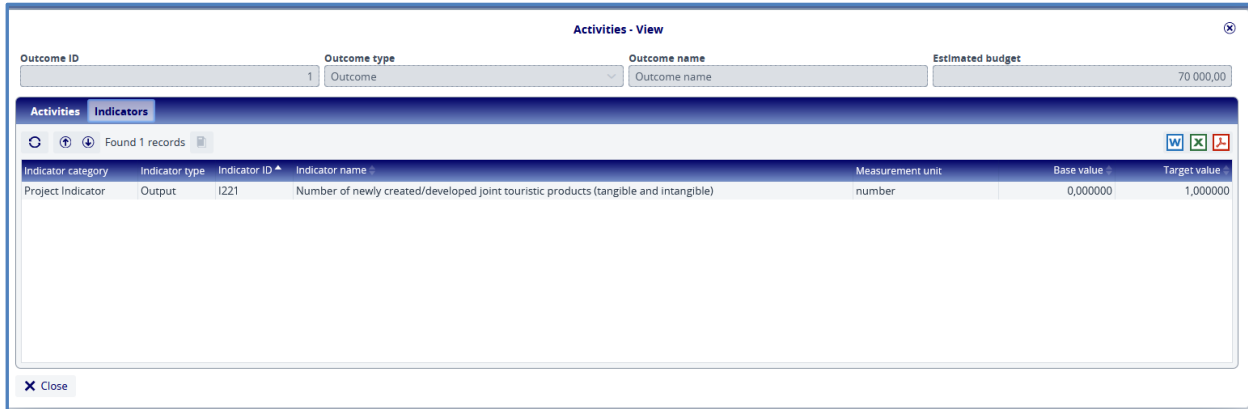 Activities - View
Outcome ID Outcome type Outcome name Estimated budget
1 Outcome Outcome name 70 000,00
Activities Indicators
Found 1 records W X
Indicator category Indicator type Indicator ID Indicator name Measurement unit Base value Target value
Project Indicator Output I221 Number of newly created/developed joint touristic products (tangible and intangible) number 0,000000 1,000000
Close